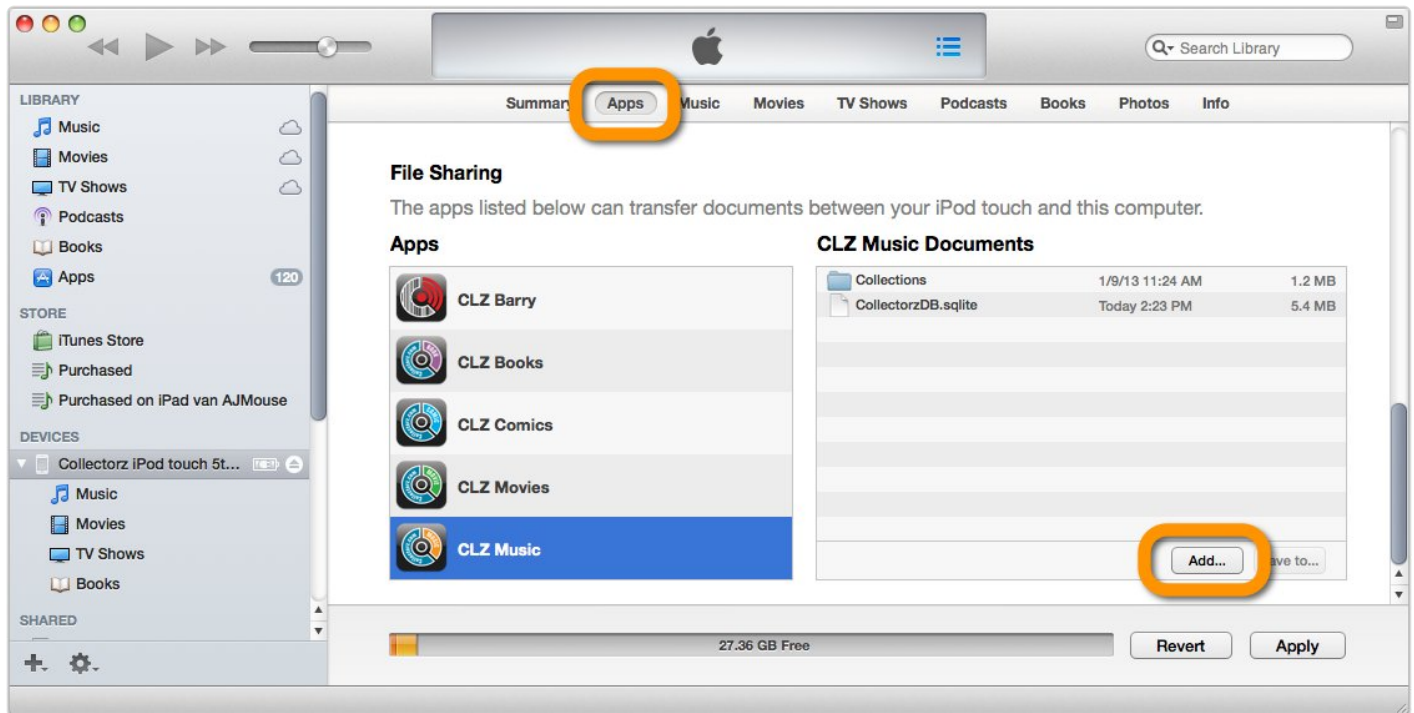 Search Library
LIBRARY
Music
Movies
TV Shows
Podcasts
Books
Apps 120
STORE
iTunes Store
Purchased
Purchased on iPad van AJMouse
DEVICES
Collectorz iPod touch 5t...
Music
Movies
TV Shows
Books
SHARED
Summary Apps Music Movies TV Shows Podcasts Books Photos Info
File Sharing
The apps listed below can transfer documents between your iPod touch and this computer.
Apps
CLZ Barry
CLZ Books
CLZ Comics
CLZ Movies
CLZ Music
CLZ Music Documents
Collections 1/9/13 11:24 AM 1.2 MB
CollectorzDB.sqlite Today 2:23 PM 5.4 MB
Add... ave to...
27.36 GB Free
Revert Apply